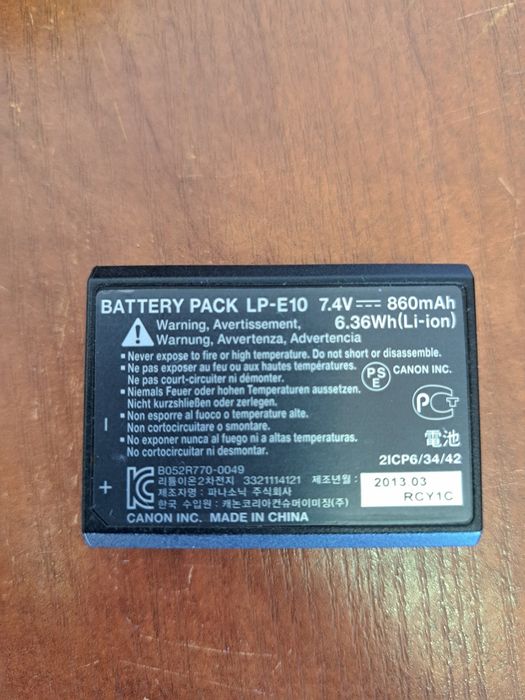 BATTERY PACK LP-E10 7.4V 860mAh
6.36Wh(Li-ion)
Warning, Avertissement,
Warnung, Avvertenza, Advertencia
▪ Never expose to fire or high temperature. Do not short or disassemble.
▪ Ne pas exposer au feu ou aux hautes températures.
Ne pas court-circuiter ni démonter.
▪ Niemals Feuer oder hohen Temperaturen aussetzen.
Nicht kurzschließen oder zerlegen.
▪ Non esporre al fuoco o temperature alte.
Non cortocircuitare o smontare.
▪ No exponga al fuego ni a altas temperaturas.
No cortocircuite ni desmonte.
PSE CANON INC.
PCT
電池
2ICP6/34/42
- +
B052R770-0049
리튬이온2차전지 3321114121
제조자 : 파나소닉 주식회사
제조년월
한국 수입원 : 캐논코리아컨슈머이미징(주)
2013 03
RCY1C
CANON INC. MADE IN CHINA